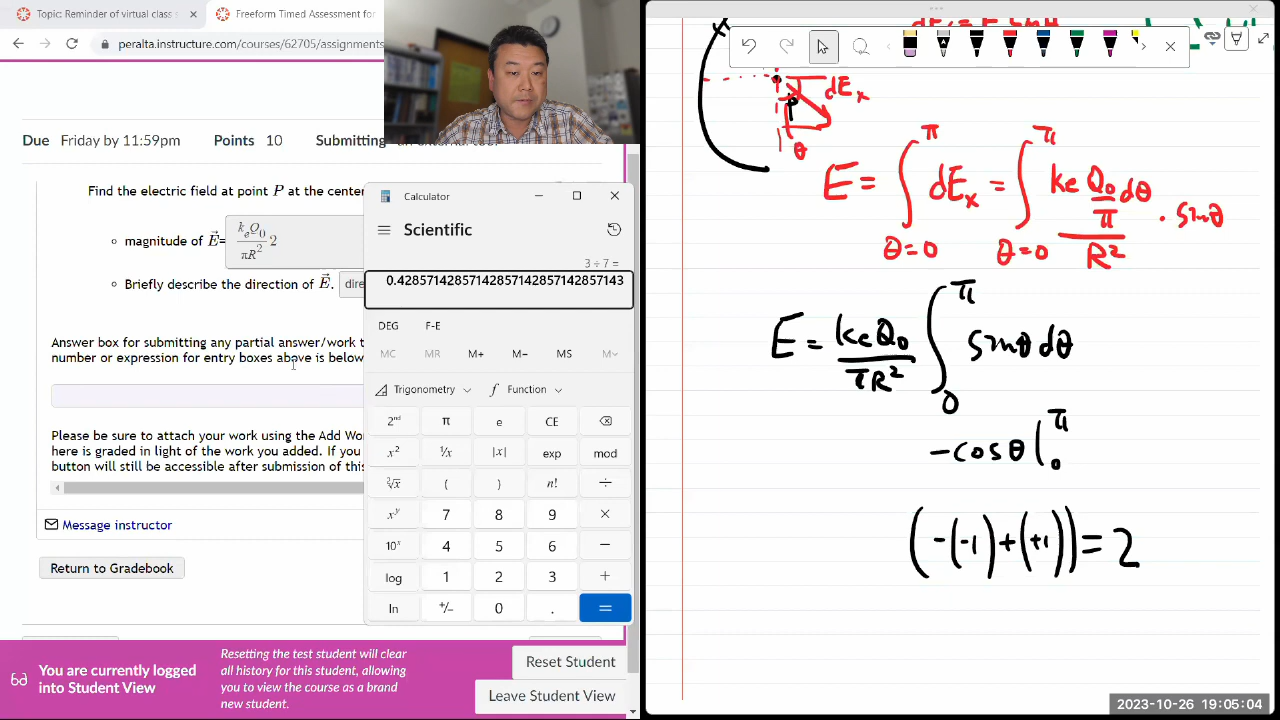 Topic: Reminder of virtual class
Freeform Timed Assessment for
peralta.instructure.com/courses/62705/assignments
Due Friday by 11:59pm Points 10 Submitting
Find the electric field at point P at the center
magnitude of E⃗= k_e Q_0 / πR² 2
Briefly describe the direction of E⃗.
Answer box for submitting any partial answer/work
number or expression for entry boxes above is below
Please be sure to attach your work using the Add
here is graded in light of the work you added. If you
button will still be accessible after submission of this
Message instructor
Return to Gradebook
You are currently logged
into Student View
Resetting the test student will clear
all history for this student, allowing
you to view the course as a brand
new student.
Reset Student
Leave Student View
Calculator
Scientific
3 ÷ 7 =
0.42857142857142857142857142857143
DEG F-E
MC MR M+ M− MS M˅
Trigonometry Function
2nd π e CE
x² ¹/x |x| exp mod
²√x ( ) n! ÷
xʸ 7 8 9 ×
10ˣ 4 5 6 −
log 1 2 3 +
ln +/− 0 . =
dEx
P
θ
E = ∫_{θ=0}^{π} dEx = ∫_{θ=0}^{π} ke Q0/π dθ / R² · sinθ
E = keQ0 / πR² ∫_0^π sinθ dθ
-cosθ |_0^π
(-(-1)+(+1)) = 2
2023-10-26 19:05:04